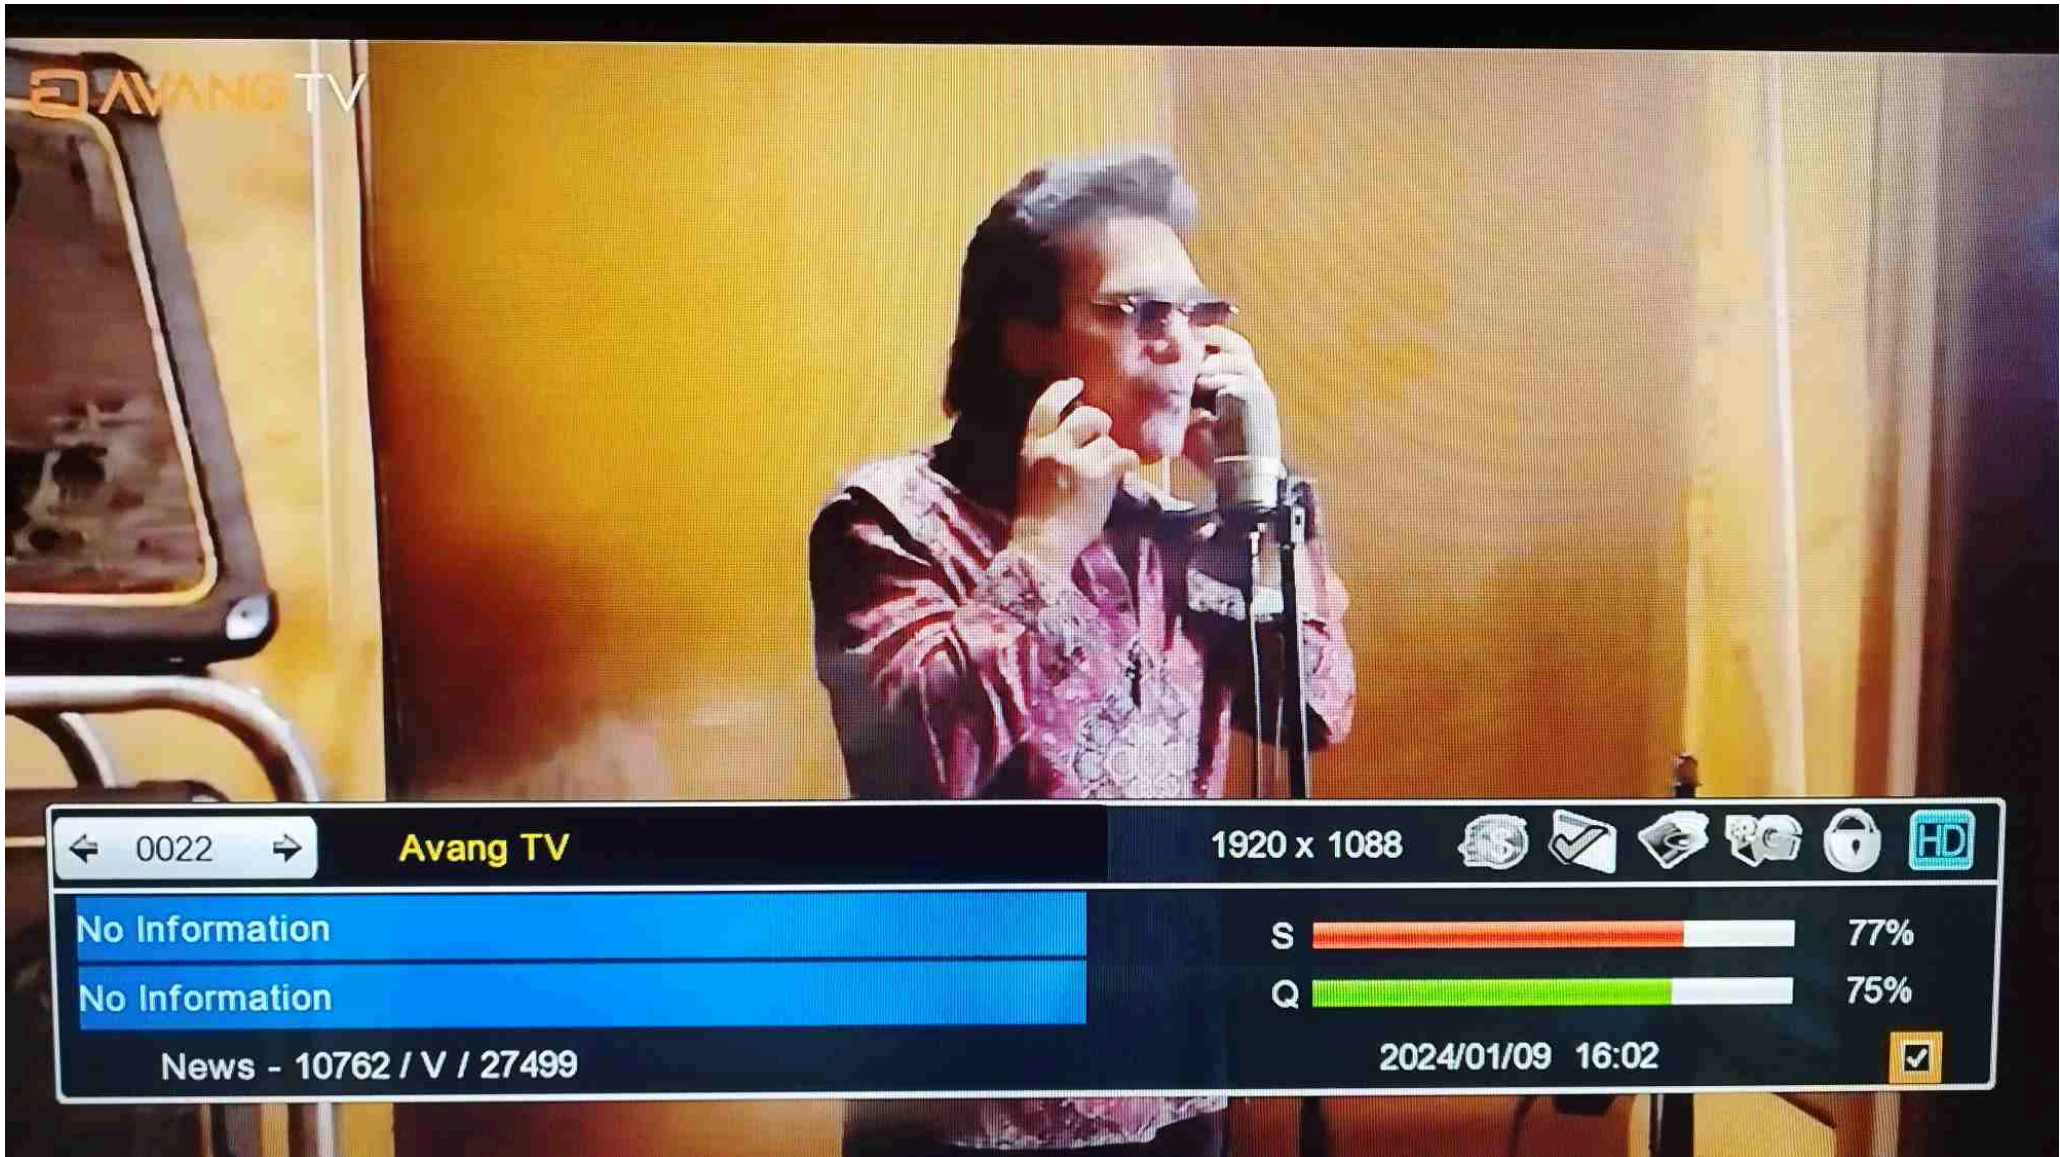 AVANG TV
0022
Avang TV
1920 x 1088
HD
No Information
No Information
S 77%
Q 75%
News - 10762 / V / 27499
2024/01/09 16:02